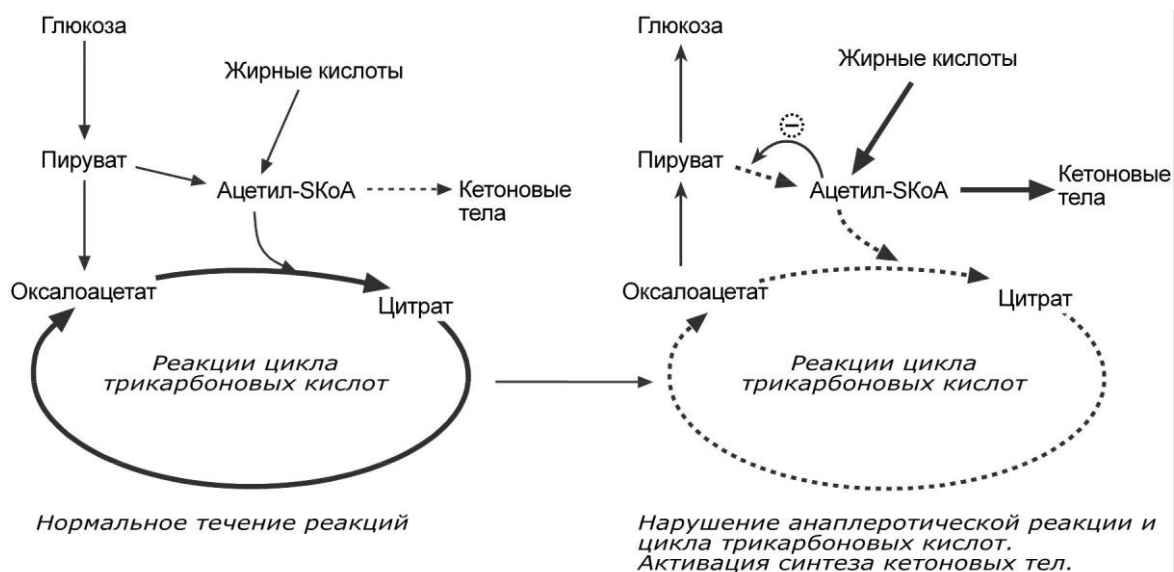 Глюкоза
Жирные кислоты
Пируват
Ацетил-SКоА
Кетоновые
тела
Оксалоацетат
Цитрат
Реакции цикла
трикарбоновых кислот
Нормальное течение реакций
Глюкоза
Жирные кислоты
−
Пируват
Ацетил-SКоА
Кетоновые
тела
Оксалоацетат
Цитрат
Реакции цикла
трикарбоновых кислот
Нарушение анаплеротической реакции и
цикла трикарбоновых кислот.
Активация синтеза кетоновых тел.